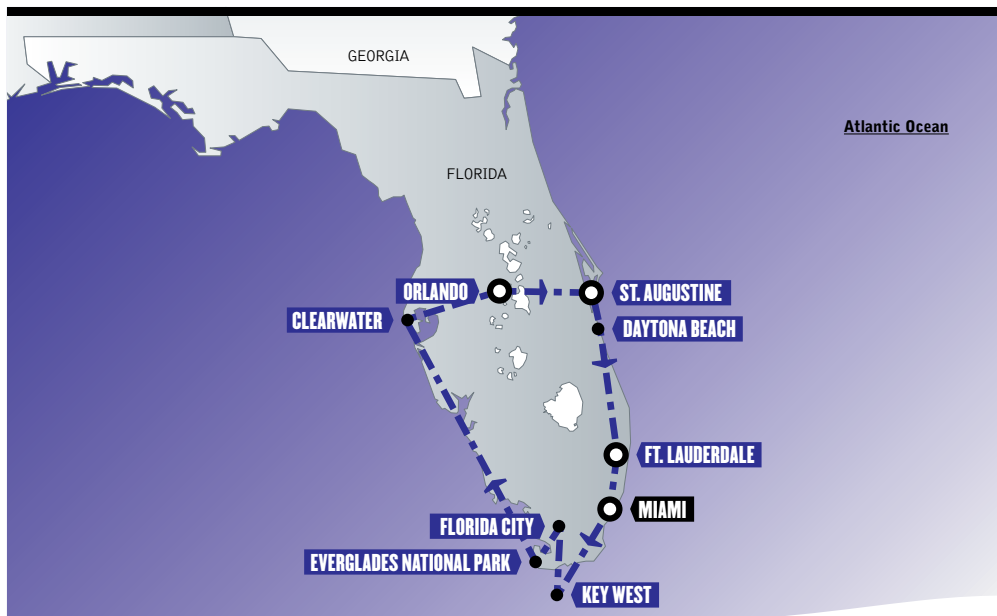 GEORGIA
Atlantic Ocean
FLORIDA
ORLANDO
ST. AUGUSTINE
CLEARWATER
DAYTONA BEACH
FT. LAUDERDALE
MIAMI
FLORIDA CITY
EVERGLADES NATIONAL PARK
KEY WEST